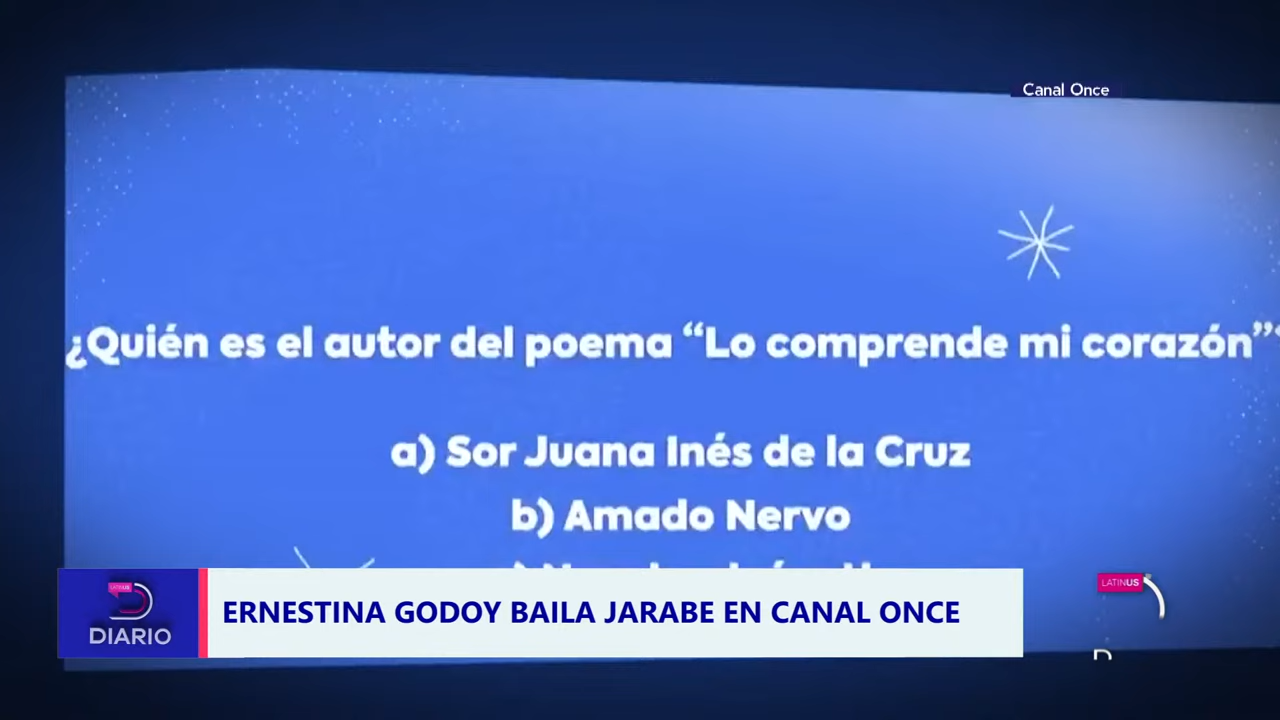 Canal Once
¿Quién es el autor del poema “Lo comprende mi corazón”
a) Sor Juana Inés de la Cruz
b) Amado Nervo
LATINUS
DIARIO
ERNESTINA GODOY BAILA JARABE EN CANAL ONCE
LATINUS